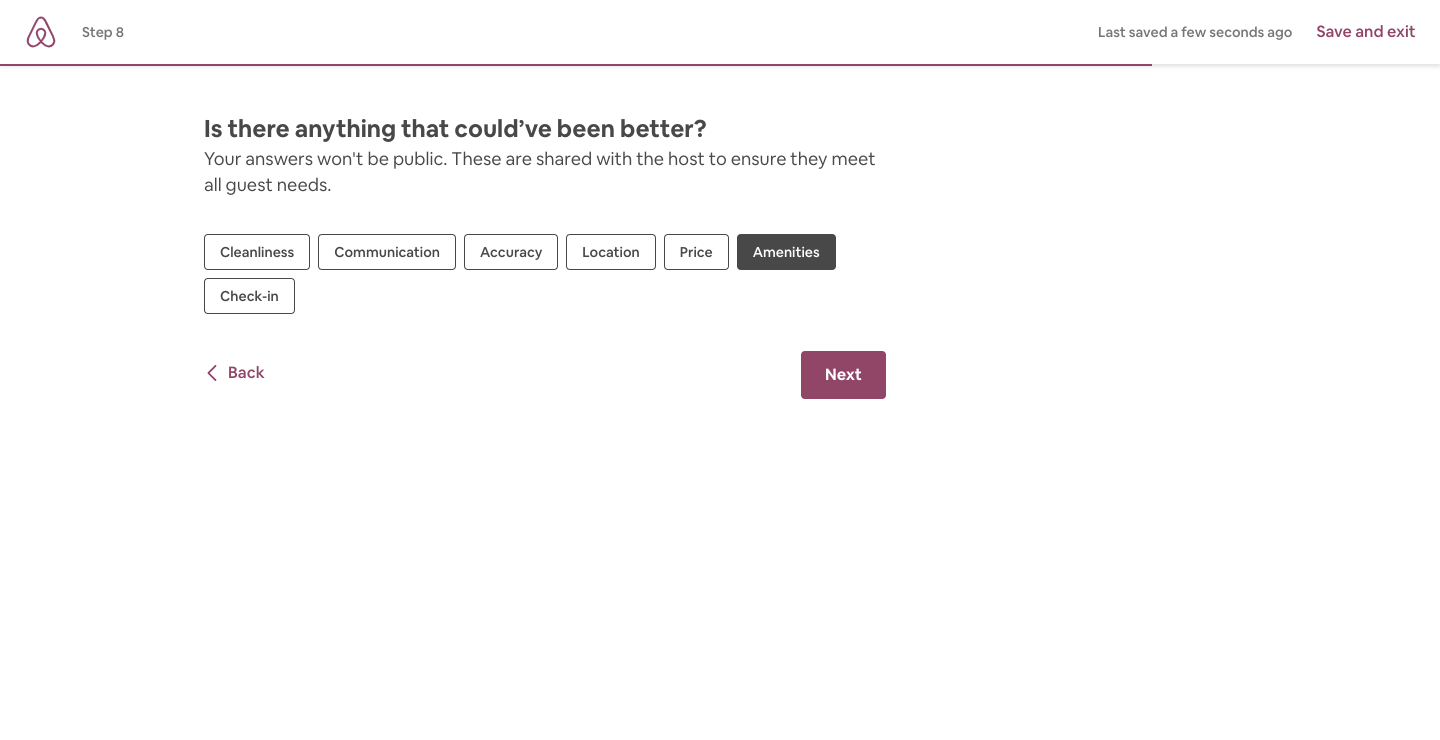 Step 8
Last saved a few seconds ago
Save and exit
Is there anything that could’ve been better?
Your answers won't be public. These are shared with the host to ensure they meet
all guest needs.
Cleanliness
Communication
Accuracy
Location
Price
Amenities
Check-in
Back
Next